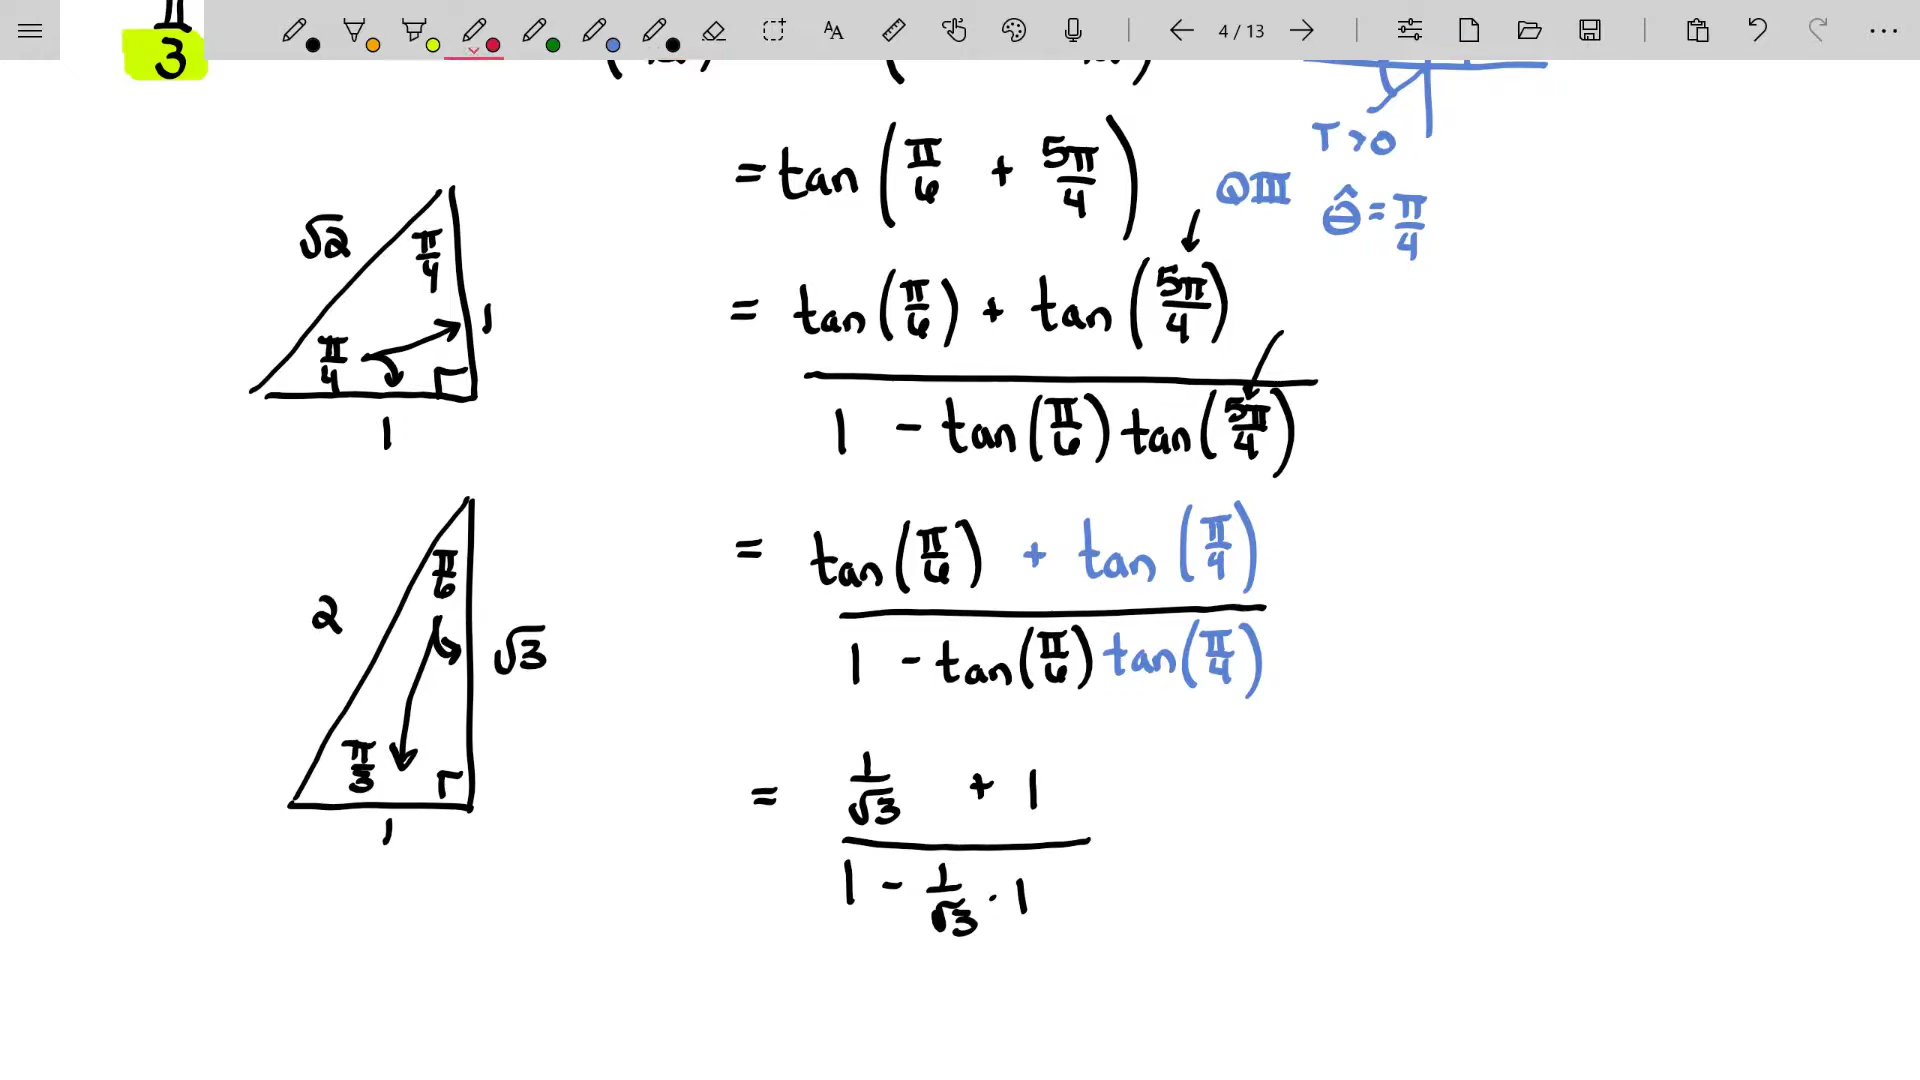 π/3
4 / 13
= tan(π/6 + 5π/4)
T > 0
QIII
θ̂ = π/4
= tan(π/6) + tan(5π/4)
1 - tan(π/6) tan(5π/4)
= tan(π/6) + tan(π/4)
1 - tan(π/6) tan(π/4)
= 1/√3 + 1
1 - 1/√3 · 1
√2
π/4
1
π/4
1
π/6
2
√3
π/3
1